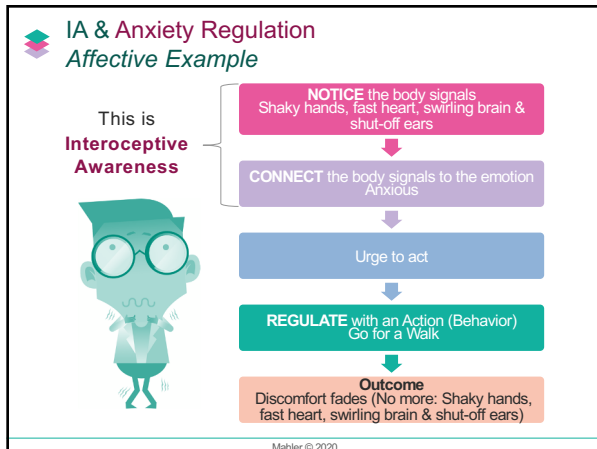 IA & Anxiety Regulation
Affective Example
This is
Interoceptive
Awareness
NOTICE the body signals
Shaky hands, fast heart, swirling brain &
shut-off ears
CONNECT the body signals to the emotion
Anxious
Urge to act
REGULATE with an Action (Behavior)
Go for a Walk
Outcome
Discomfort fades (No more: Shaky hands,
fast heart, swirling brain & shut-off ears)
Mahler © 2020